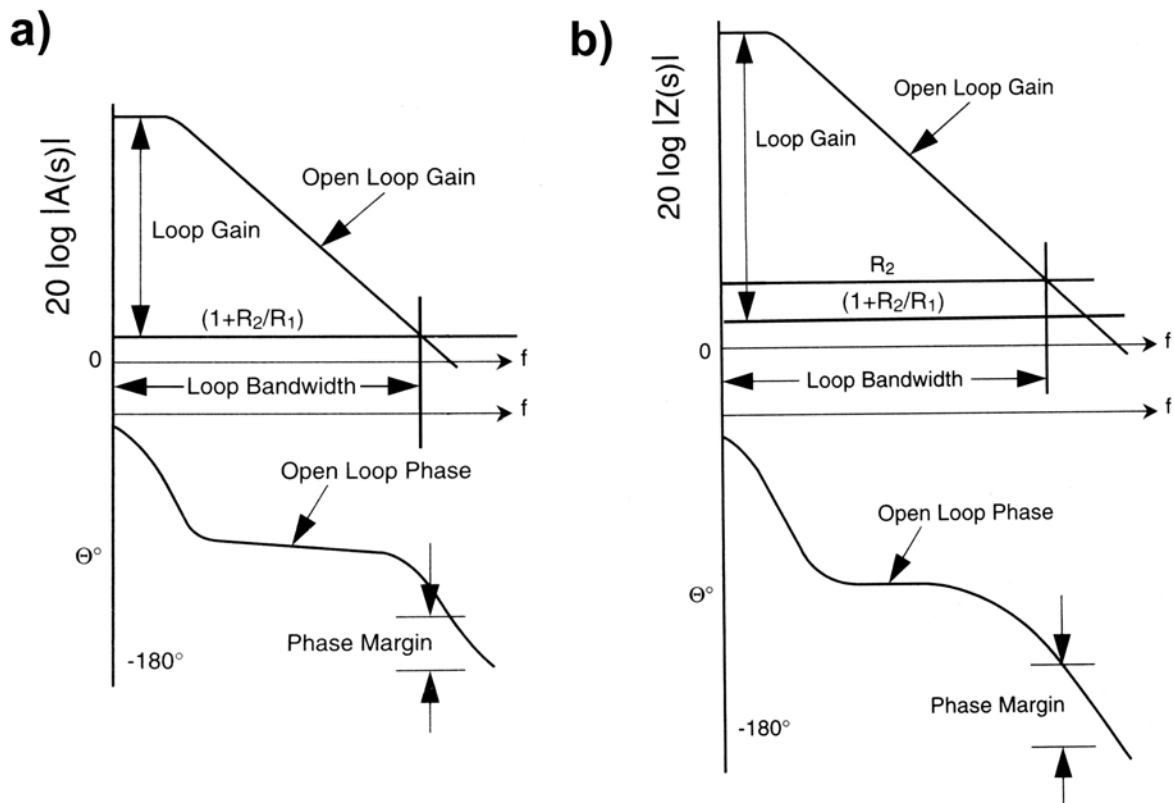 a)
20 log |A(s)|
Open Loop Gain
Loop Gain
(1+R₂/R₁)
0
f
Loop Bandwidth
f
Open Loop Phase
Θ°
Phase Margin
-180°
b)
20 log |Z(s)|
Open Loop Gain
Loop Gain
R₂
(1+R₂/R₁)
0
f
Loop Bandwidth
f
Open Loop Phase
Θ°
Phase Margin
-180°